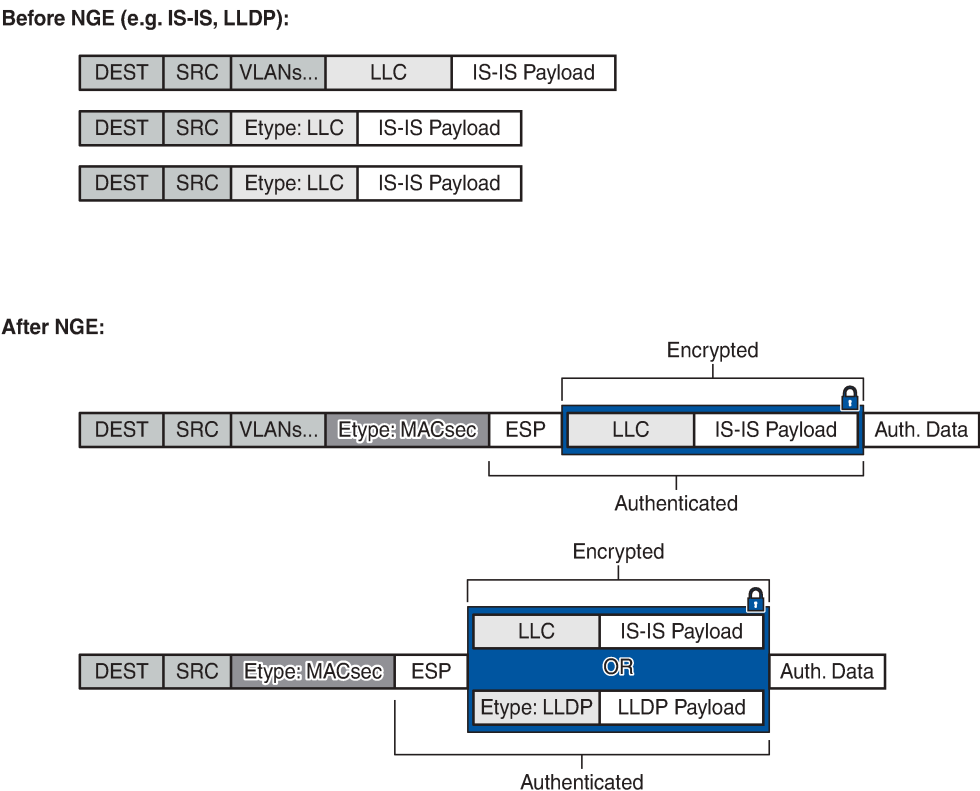 Before NGE (e.g. IS-IS, LLDP):
DEST SRC VLANs... LLC IS-IS Payload
DEST SRC Etype: LLC IS-IS Payload
DEST SRC Etype: LLC IS-IS Payload
After NGE:
Encrypted
DEST SRC VLANs... Etype: MACsec ESP LLC IS-IS Payload Auth. Data
Authenticated
Encrypted
LLC IS-IS Payload
DEST SRC Etype: MACsec ESP OR Auth. Data
Etype: LLDP LLDP Payload
Authenticated